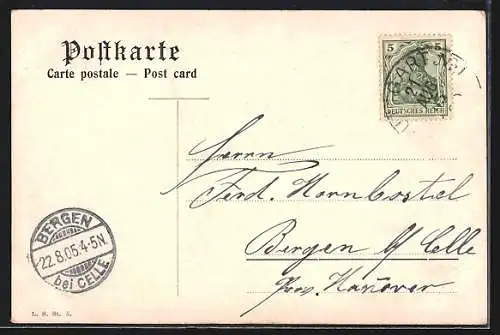 Postkarte
Carte postale — Post card
5 5
DEUTSCHES REICH
Herrn
Ferd. Hornbostel
Bergen b/ Celle
Prov. Hannover
BERGEN
22.8.05.4-5N.
bei CELLE